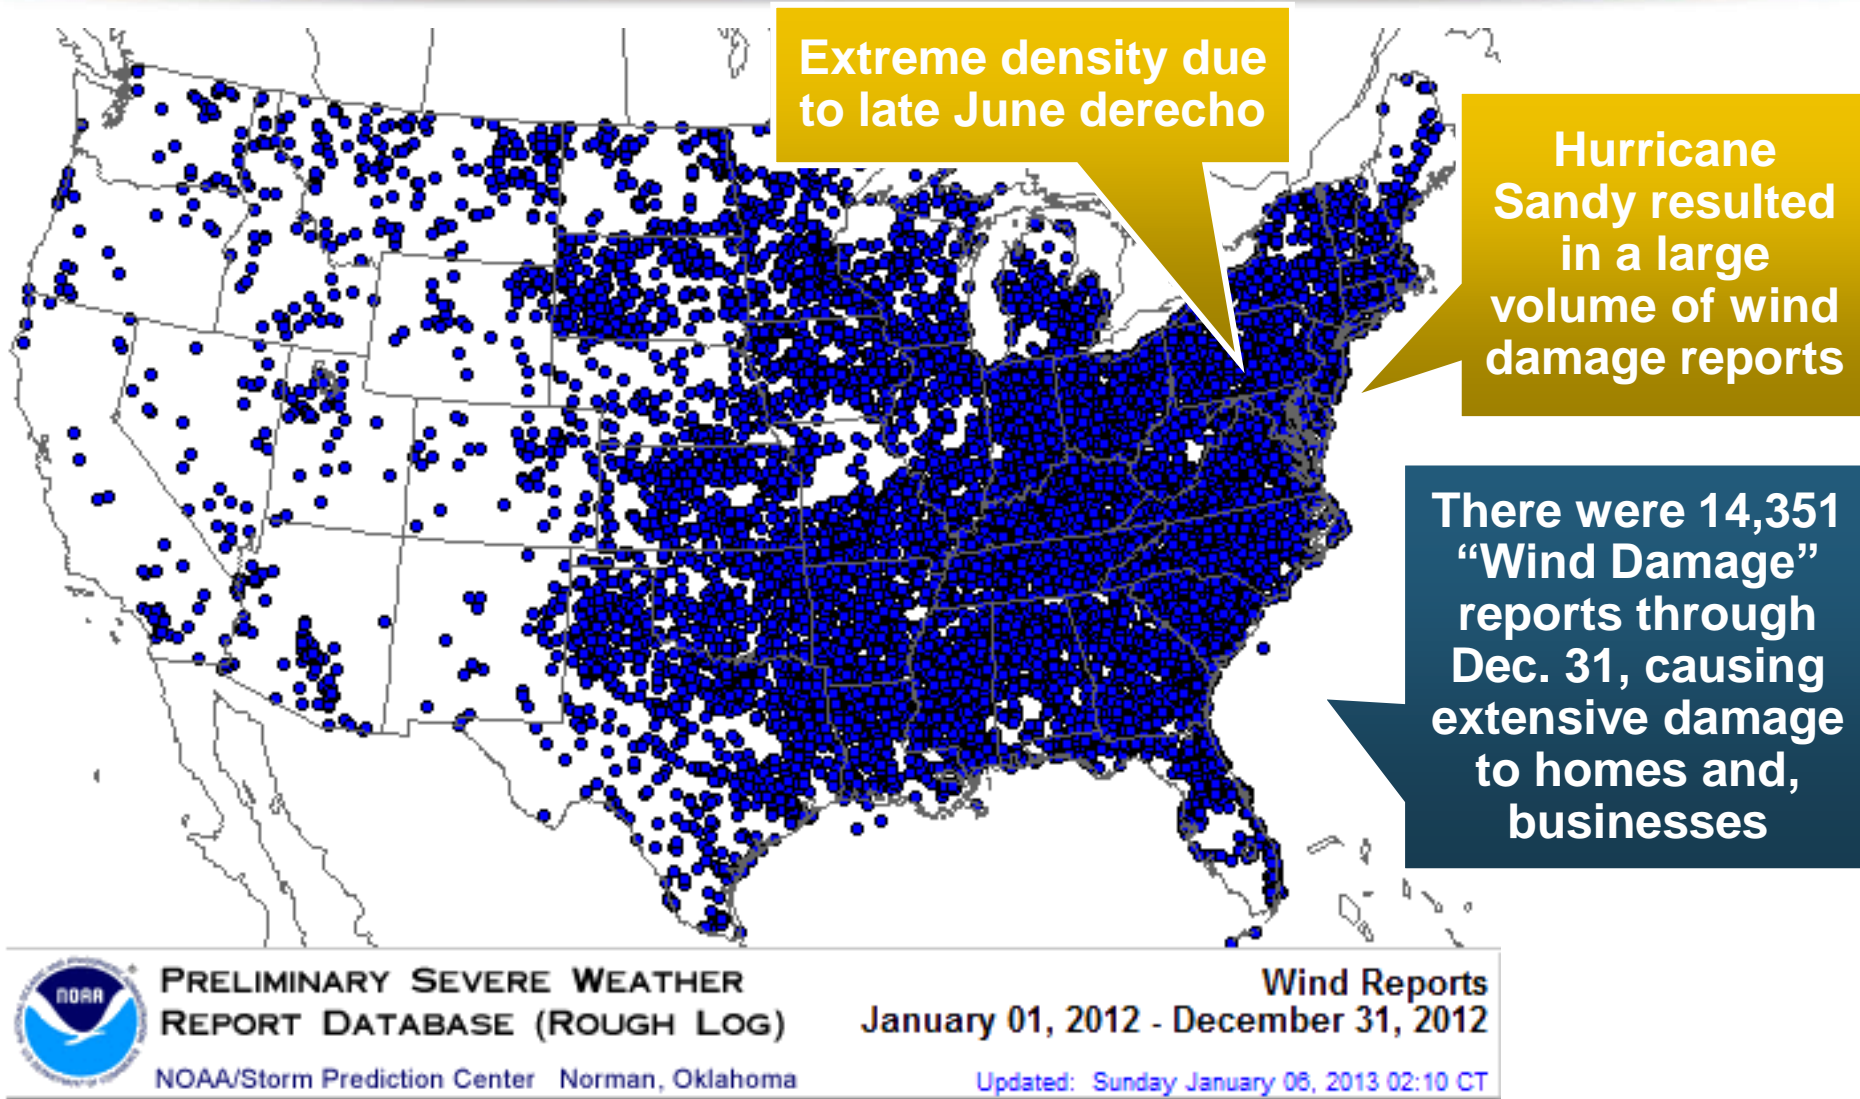 Extreme density due
to late June derecho
Hurricane
Sandy resulted
in a large
volume of wind
damage reports
There were 14,351
“Wind Damage”
reports through
Dec. 31, causing
extensive damage
to homes and,
businesses
NOAA
PRELIMINARY SEVERE WEATHER
REPORT DATABASE (ROUGH LOG)
NOAA/Storm Prediction Center Norman, Oklahoma
Wind Reports
January 01, 2012 - December 31, 2012
Updated: Sunday January 06, 2013 02:10 CT